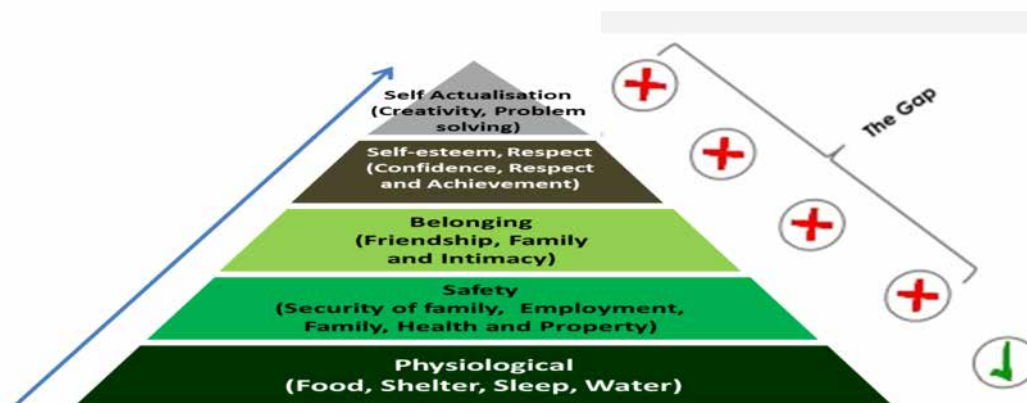 Self Actualisation
(Creativity, Problem
solving)
The Gap
Self-esteem, Respect
(Confidence, Respect
and Achievement)
Belonging
(Friendship, Family
and Intimacy)
Safety
(Security of family, Employment,
Family, Health and Property)
Physiological
(Food, Shelter, Sleep, Water)